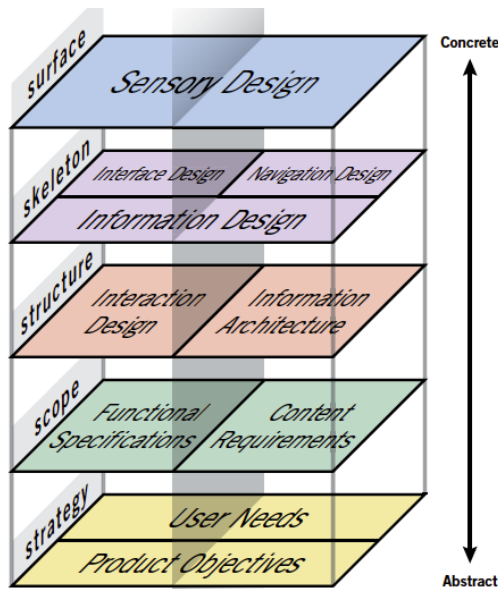 surface
Sensory Design
Concrete
skeleton
Interface Design
Navigation Design
Information Design
structure
Interaction
Design
Information
Architecture
scope
Functional
Specifications
Content
Requirements
strategy
User Needs
Product Objectives
Abstract